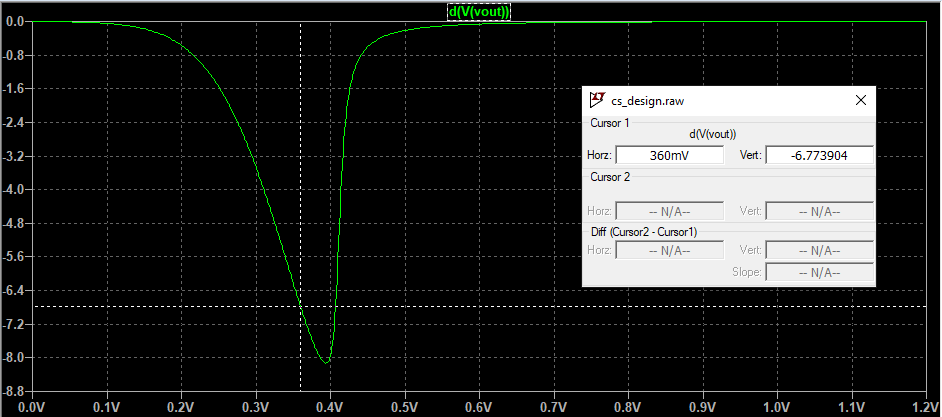 d(V(vout))
0.0
-0.8
-1.6
-2.4
-3.2
-4.0
-4.8
-5.6
-6.4
-7.2
-8.0
-8.8
0.0V 0.1V 0.2V 0.3V 0.4V 0.5V 0.6V 0.7V 0.8V 0.9V 1.0V 1.1V 1.2V
cs_design.raw
Cursor 1
d(V(vout))
Horz: 360mV Vert: -6.773904
Cursor 2
Horz: -- N/A-- Vert: -- N/A--
Diff (Cursor2 - Cursor1)
Horz: -- N/A-- Vert: -- N/A--
Slope: -- N/A--